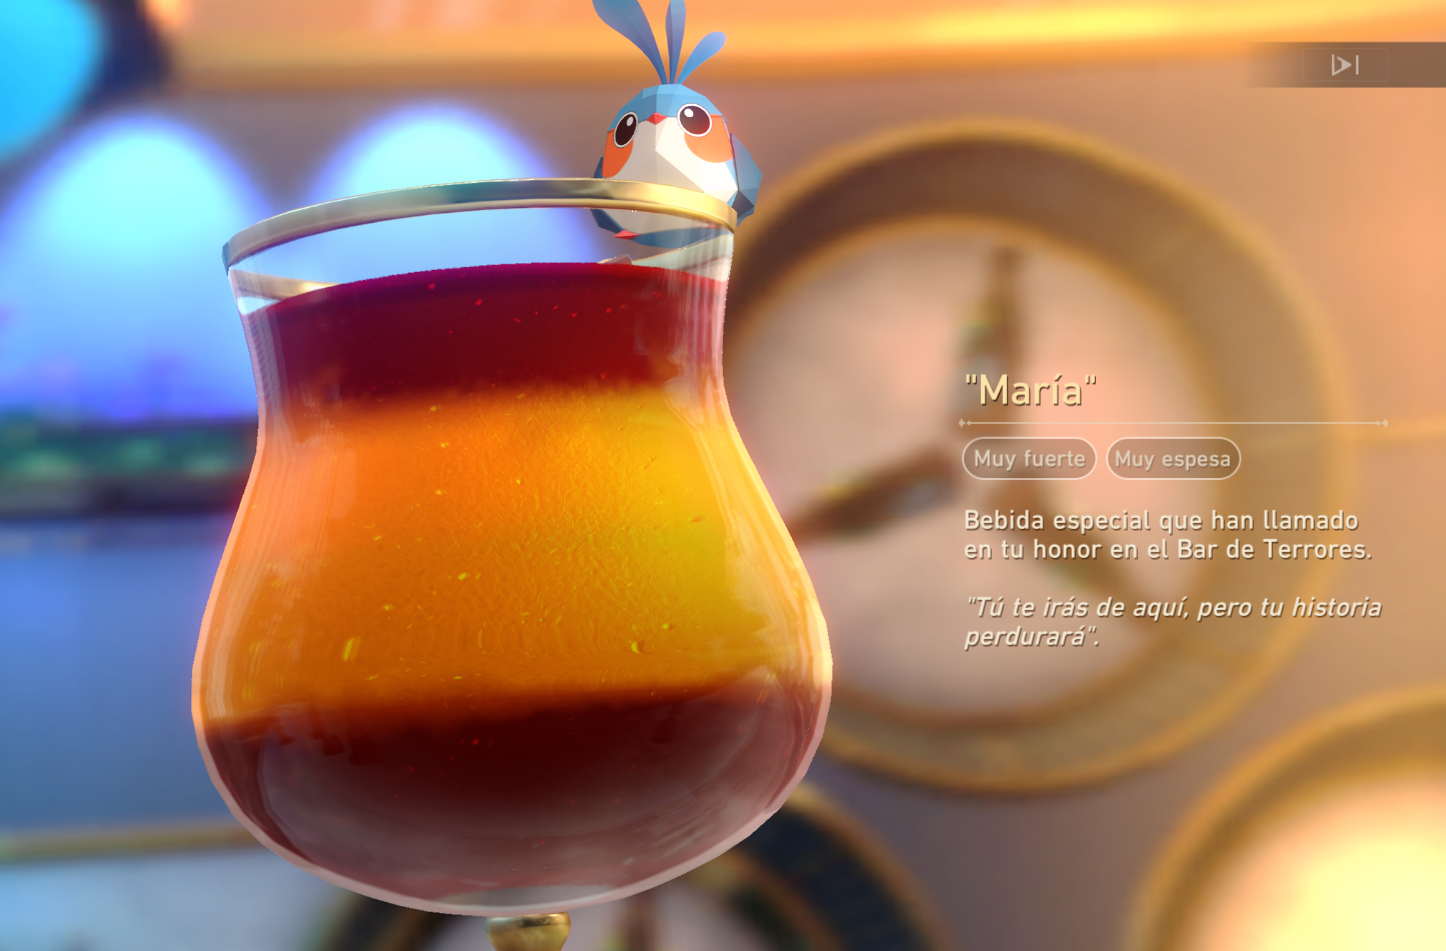 "María"
Muy fuerte Muy espesa
Bebida especial que han llamado
en tu honor en el Bar de Terrores.
"Tú te irás de aquí, pero tu historia
perdurará".